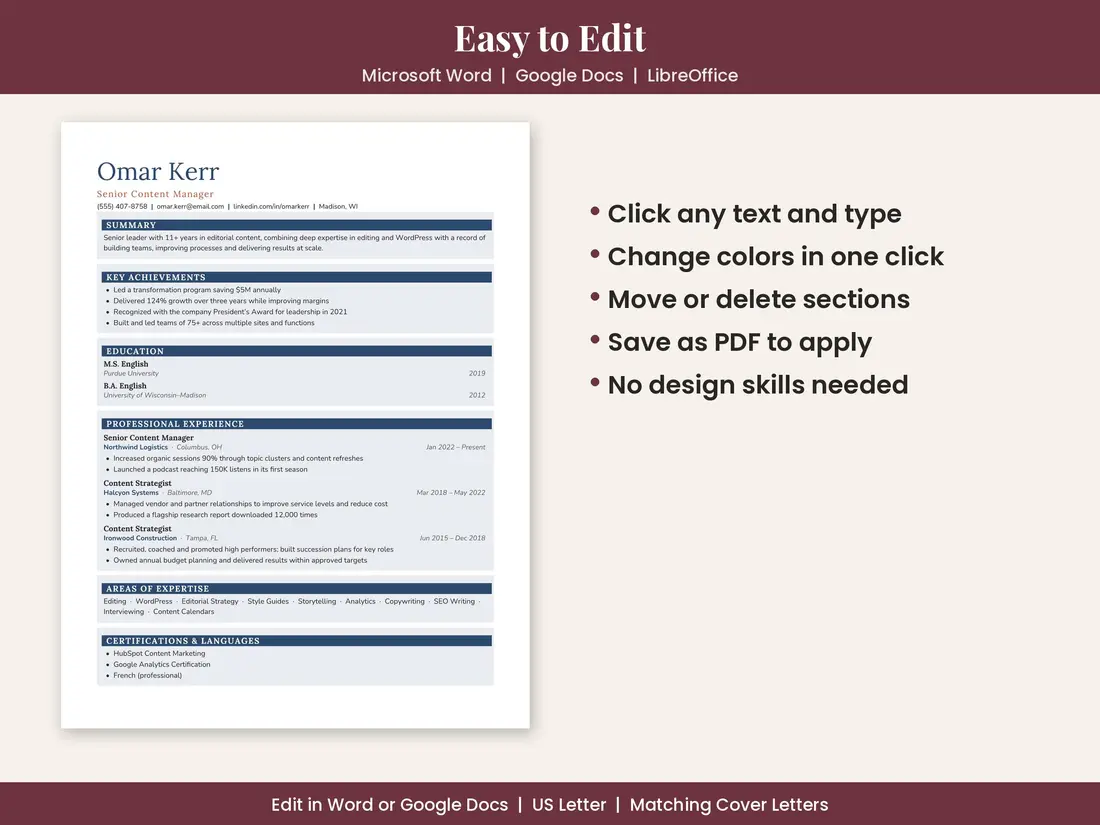 Easy to Edit
Microsoft Word | Google Docs | LibreOffice
Omar Kerr
Senior Content Manager
(555) 407-8758 | omar.kerr@email.com | linkedin.com/in/omarkerr | Madison, WI
SUMMARY
Senior leader with 11+ years in editorial content, combining deep expertise in editing and WordPress with a record of
building teams, improving processes and delivering results at scale.
KEY ACHIEVEMENTS
• Led a transformation program saving $5M annually
• Delivered 124% growth over three years while improving margins
• Recognized with the company President's Award for leadership in 2021
• Built and led teams of 75+ across multiple sites and functions
EDUCATION
M.S. English
Purdue University 2019
B.A. English
University of Wisconsin–Madison 2012
PROFESSIONAL EXPERIENCE
Senior Content Manager
Northwind Logistics · Columbus, OH Jan 2022 – Present
• Increased organic sessions 90% through topic clusters and content refreshes
• Launched a podcast reaching 150K listens in its first season
Content Strategist
Halcyon Systems · Baltimore, MD Mar 2018 – May 2022
• Managed vendor and partner relationships to improve service levels and reduce cost
• Produced a flagship research report downloaded 12,000 times
Content Strategist
Ironwood Construction · Tampa, FL Jun 2015 – Dec 2018
• Recruited, coached and promoted high performers; built succession plans for key roles
• Owned annual budget planning and delivered results within approved targets
AREAS OF EXPERTISE
Editing · WordPress · Editorial Strategy · Style Guides · Storytelling · Analytics · Copywriting · SEO Writing ·
Interviewing · Content Calendars
CERTIFICATIONS & LANGUAGES
• HubSpot Content Marketing
• Google Analytics Certification
• French (professional)
• Click any text and type
• Change colors in one click
• Move or delete sections
• Save as PDF to apply
• No design skills needed
Edit in Word or Google Docs | US Letter | Matching Cover Letters